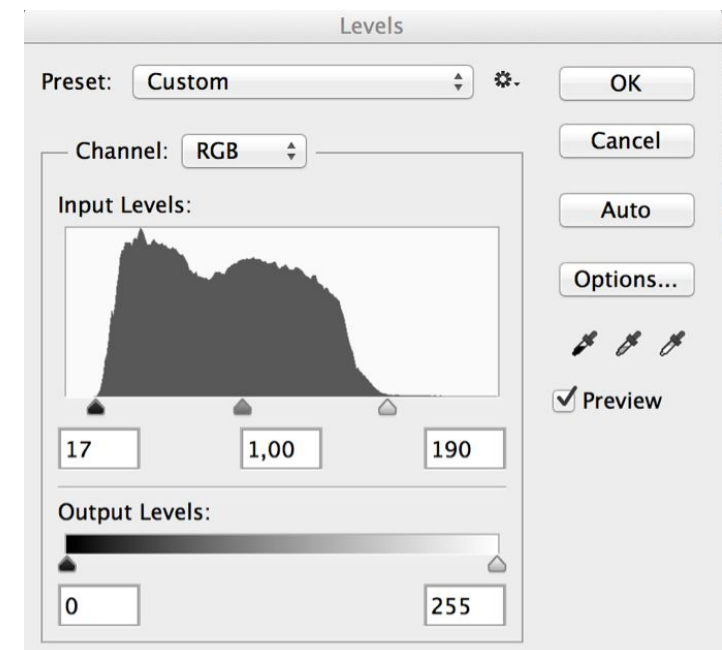 Levels
Preset: Custom
OK
Channel: RGB
Cancel
Input Levels:
Auto
Options...
Preview
17 1,00 190
Output Levels:
0 255